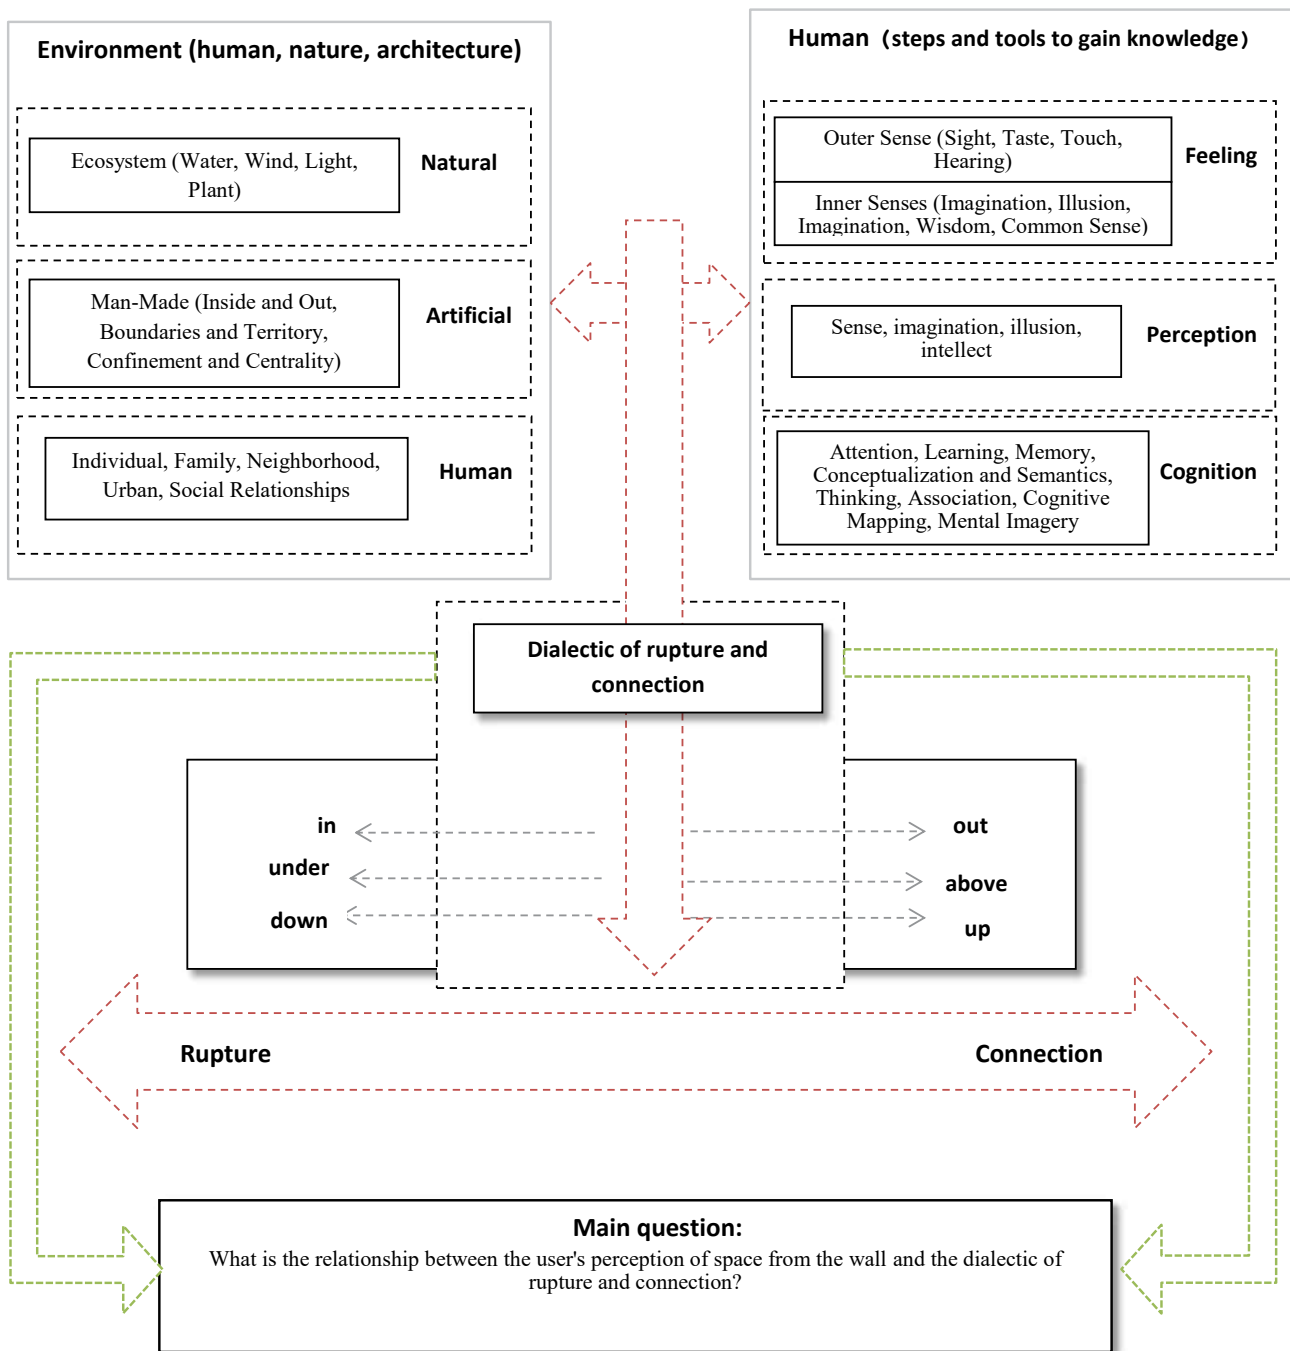 Environment (human, nature, architecture)
Ecosystem (Water, Wind, Light,
Plant)
Natural
Man-Made (Inside and Out,
Boundaries and Territory,
Confinement and Centrality)
Artificial
Individual, Family, Neighborhood,
Urban, Social Relationships
Human
Human (steps and tools to gain knowledge)
Outer Sense (Sight, Taste, Touch,
Hearing)
Feeling
Inner Senses (Imagination, Illusion,
Imagination, Wisdom, Common Sense)
Sense, imagination, illusion,
intellect
Perception
Attention, Learning, Memory,
Conceptualization and Semantics,
Thinking, Association, Cognitive
Mapping, Mental Imagery
Cognition
Dialectic of rupture and
connection
in
out
under
above
down
up
Rupture
Connection
Main question:
What is the relationship between the user's perception of space from the wall and the dialectic of
rupture and connection?